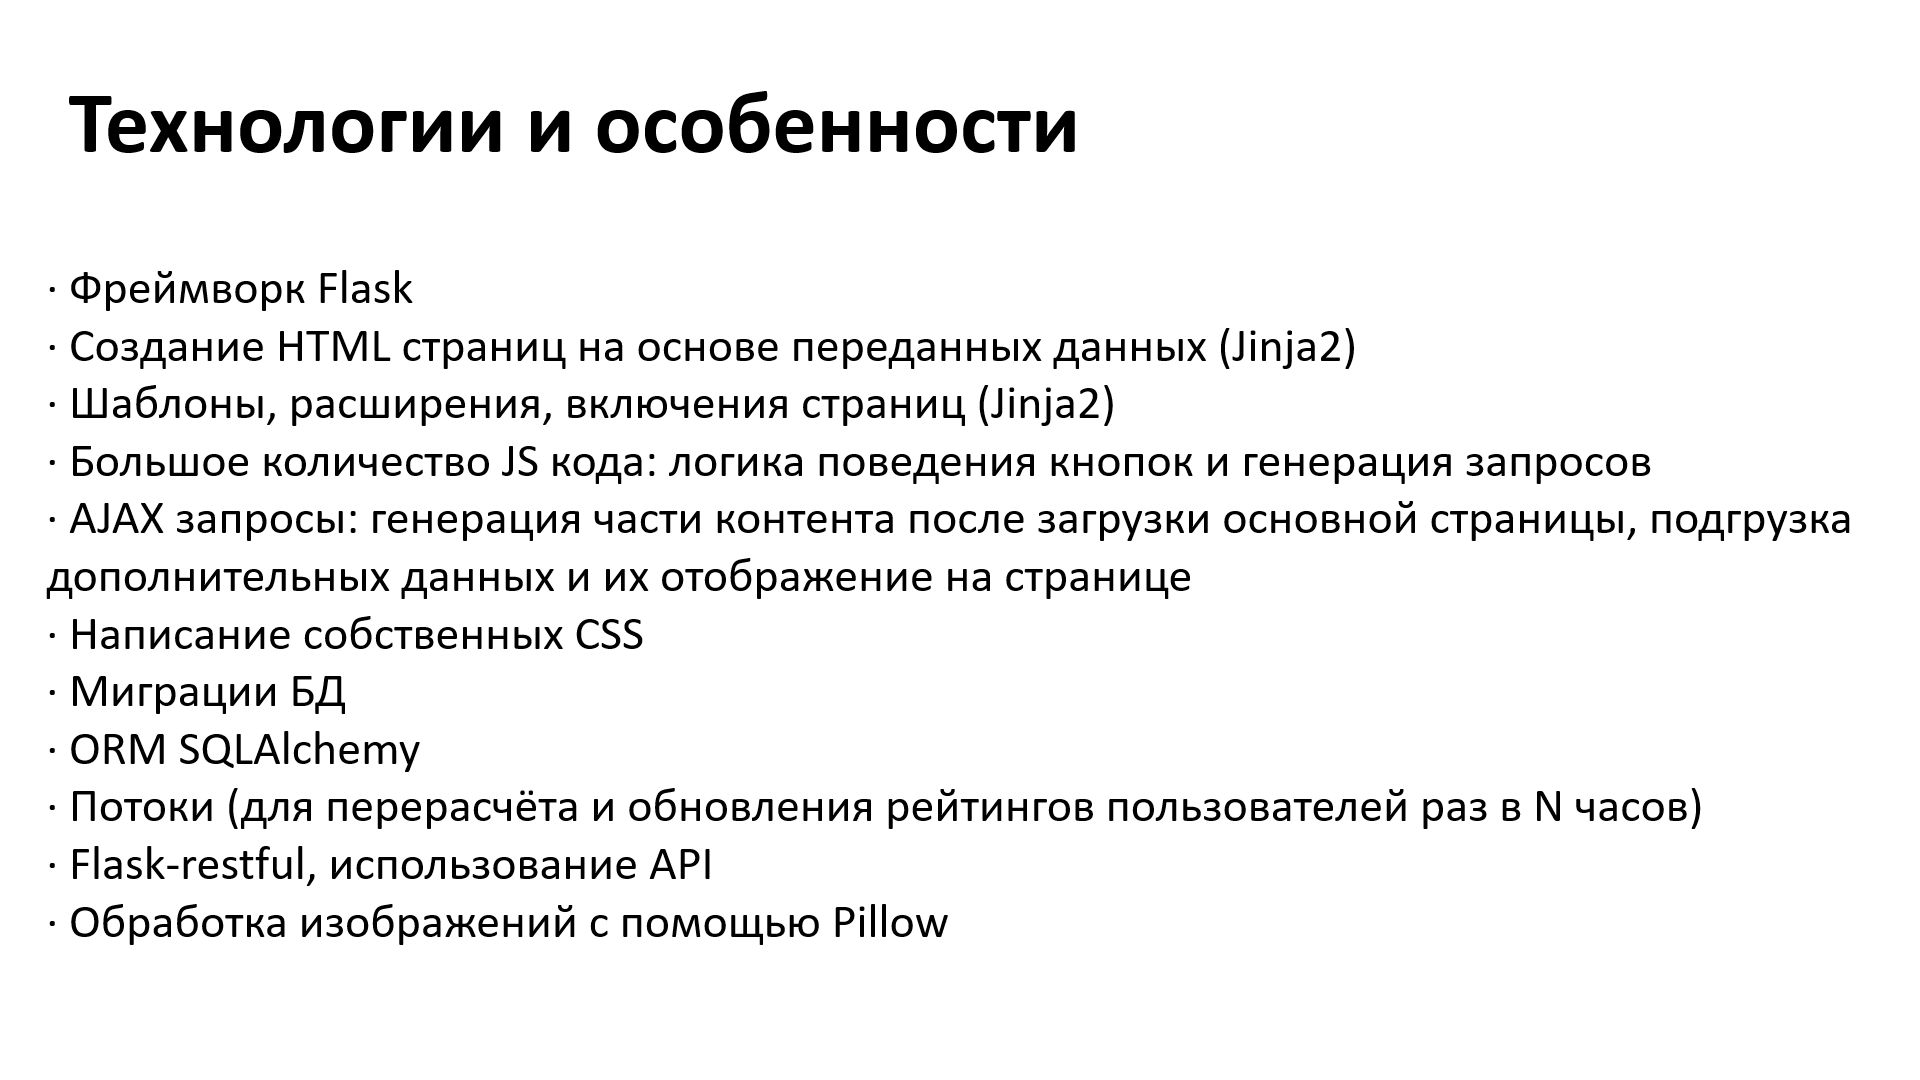 Технологии и особенности
· Фреймворк Flask
· Создание HTML страниц на основе переданных данных (Jinja2)
· Шаблоны, расширения, включения страниц (Jinja2)
· Большое количество JS кода: логика поведения кнопок и генерация запросов
· AJAX запросы: генерация части контента после загрузки основной страницы, подгрузка
дополнительных данных и их отображение на странице
· Написание собственных CSS
· Миграции БД
· ORM SQLAlchemy
· Потоки (для перерасчёта и обновления рейтингов пользователей раз в N часов)
· Flask-restful, использование API
· Обработка изображений с помощью Pillow